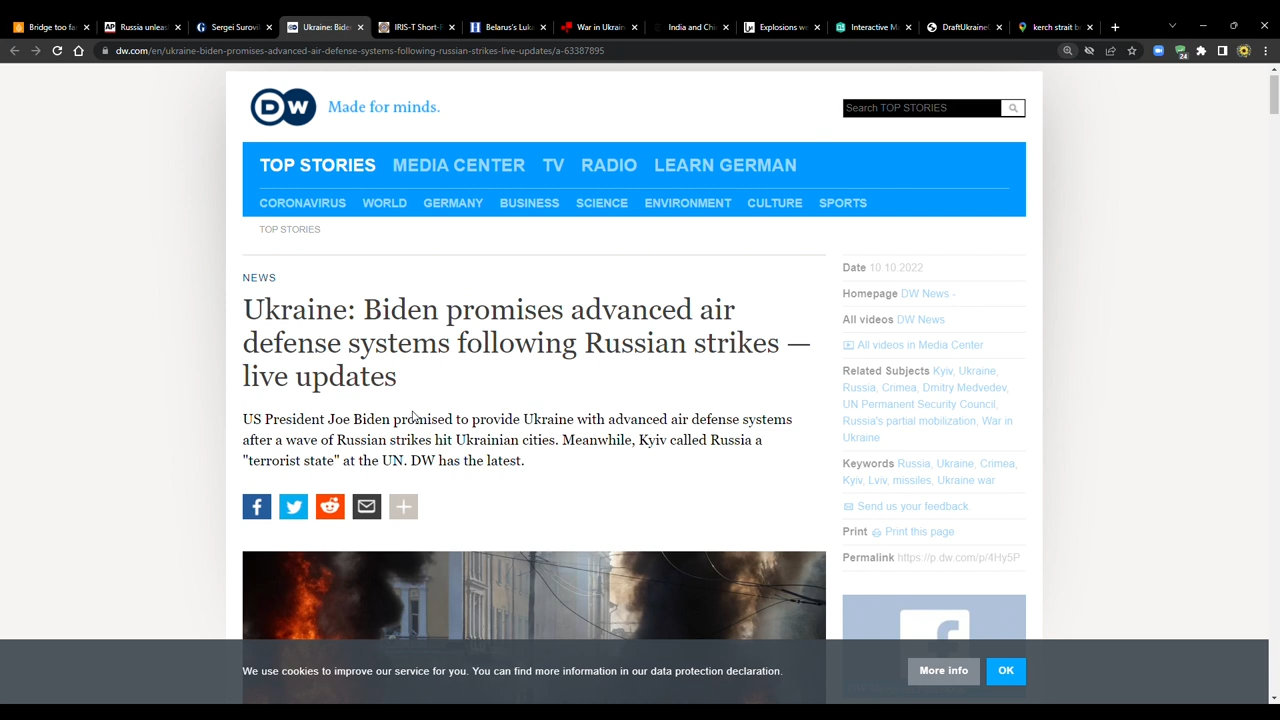 Bridge too fa
Russia unleas
Sergei Surovi
Ukraine: Biden
IRIS-T Short-R
Belarus's Luka
War in Ukrain
India and Chi
Explosions we
Interactive M
DraftUkraineC
kerch strait b
dw.com/en/ukraine-biden-promises-advanced-air-defense-systems-following-russian-strikes-live-updates/a-63387895
24
DW Made for minds.
Search TOP STORIES
TOP STORIES MEDIA CENTER TV RADIO LEARN GERMAN
CORONAVIRUS WORLD GERMANY BUSINESS SCIENCE ENVIRONMENT CULTURE SPORTS
TOP STORIES
NEWS
Ukraine: Biden promises advanced air
defense systems following Russian strikes —
live updates
US President Joe Biden promised to provide Ukraine with advanced air defense systems
after a wave of Russian strikes hit Ukrainian cities. Meanwhile, Kyiv called Russia a
"terrorist state" at the UN. DW has the latest.
Date 10.10.2022
Homepage DW News -
All videos DW News
All videos in Media Center
Related Subjects Kyiv, Ukraine,
Russia, Crimea, Dmitry Medvedev,
UN Permanent Security Council,
Russia's partial mobilization, War in
Ukraine
Keywords Russia, Ukraine, Crimea,
Kyiv, Lviv, missiles, Ukraine war
Send us your feedback.
Print Print this page
Permalink https://p.dw.com/p/4Hy5P
We use cookies to improve our service for you. You can find more information in our data protection declaration.
More info
OK